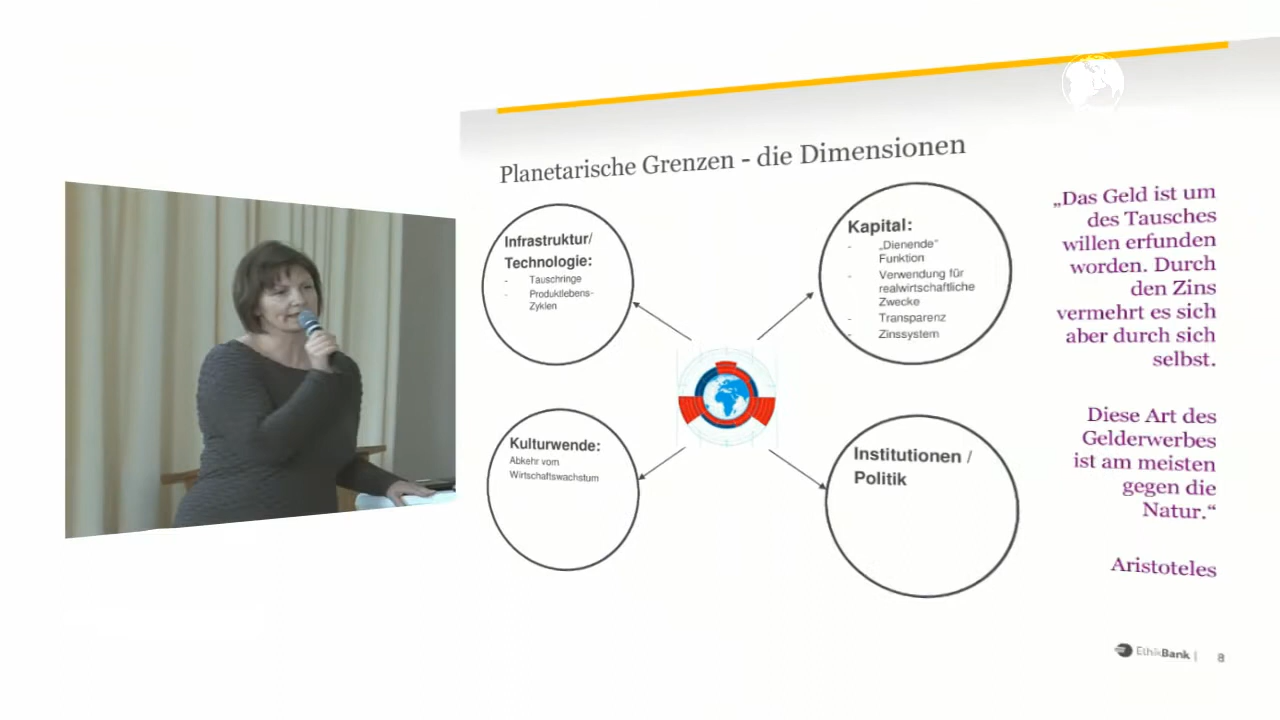 Planetarische Grenzen - die Dimensionen
Infrastruktur/
Technologie:
- Tauschringe
- Produktlebens-
Zyklen
Kapital:
- „Dienende“
Funktion
- Verwendung für
realwirtschaftliche
Zwecke
- Transparenz
- Zinssystem
Kulturwende:
Abkehr vom
Wirtschaftswachstum
Institutionen /
Politik
„Das Geld ist um
des Tausches
willen erfunden
worden. Durch
den Zins
vermehrt es sich
aber durch sich
selbst.
Diese Art des
Gelderwerbes
ist am meisten
gegen die
Natur.“
Aristoteles
EthikBank | 8